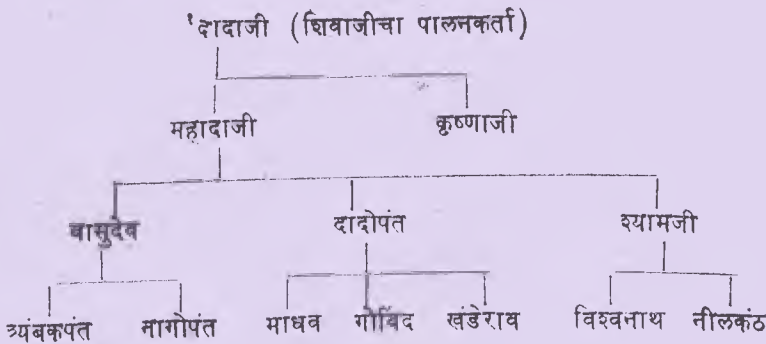 'दादाजी (शिवाजीचा पालनकर्ता)
महादाजी कृष्णाजी
वासुदेव दादोपंत श्यामजी
त्र्यंबकपंत नागोपंत माधव गोविंद खंडेराव विश्वनाथ नीलकंठ